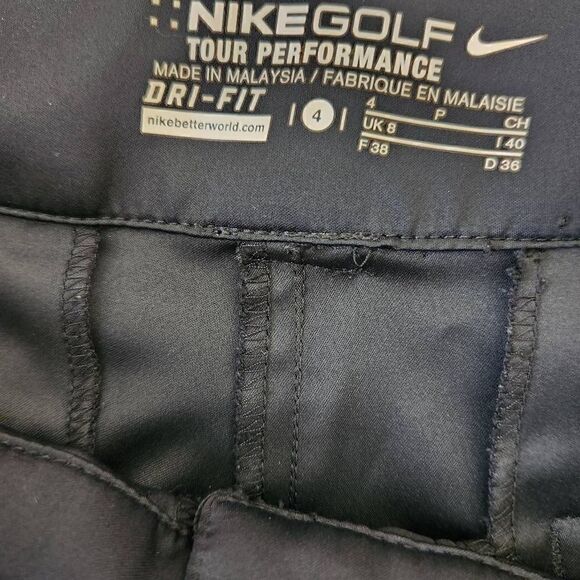 NIKEGOLF
TOUR PERFORMANCE
MADE IN MALAYSIA / FABRIQUE EN MALAISIE
DRI-FIT
nikebetterworld.com
4
4 P CH
UK 8 I 40
F 38 D 36